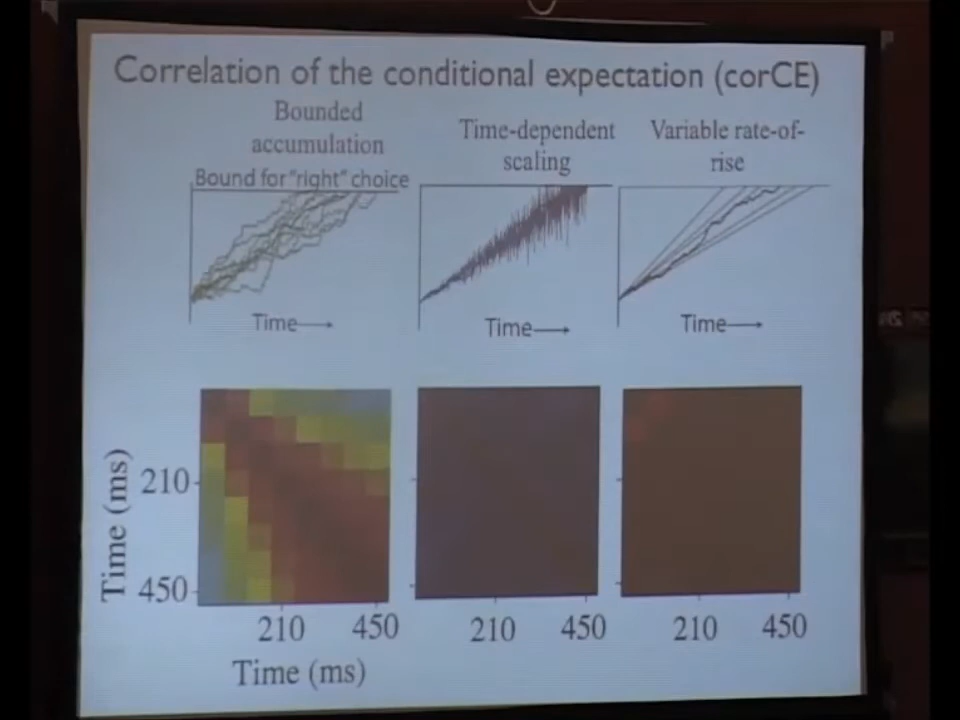 Correlation of the conditional expectation (corCE)
Bounded
accumulation
Time-dependent
scaling
Variable rate-of-
rise
Bound for "right" choice
Time
Time
Time
Time (ms)
210
450
210 450
210 450
210 450
Time (ms)